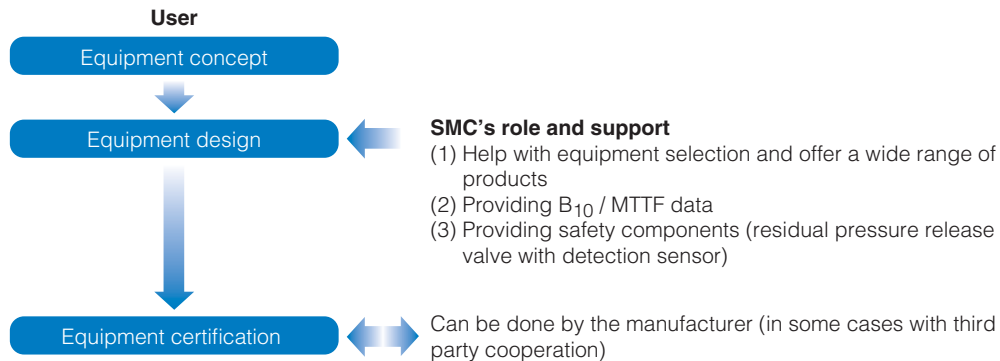 User
Equipment concept
Equipment design
SMC's role and support
(1) Help with equipment selection and offer a wide range of
products
(2) Providing B10 / MTTF data
(3) Providing safety components (residual pressure release
valve with detection sensor)
Equipment certification
Can be done by the manufacturer (in some cases with third
party cooperation)